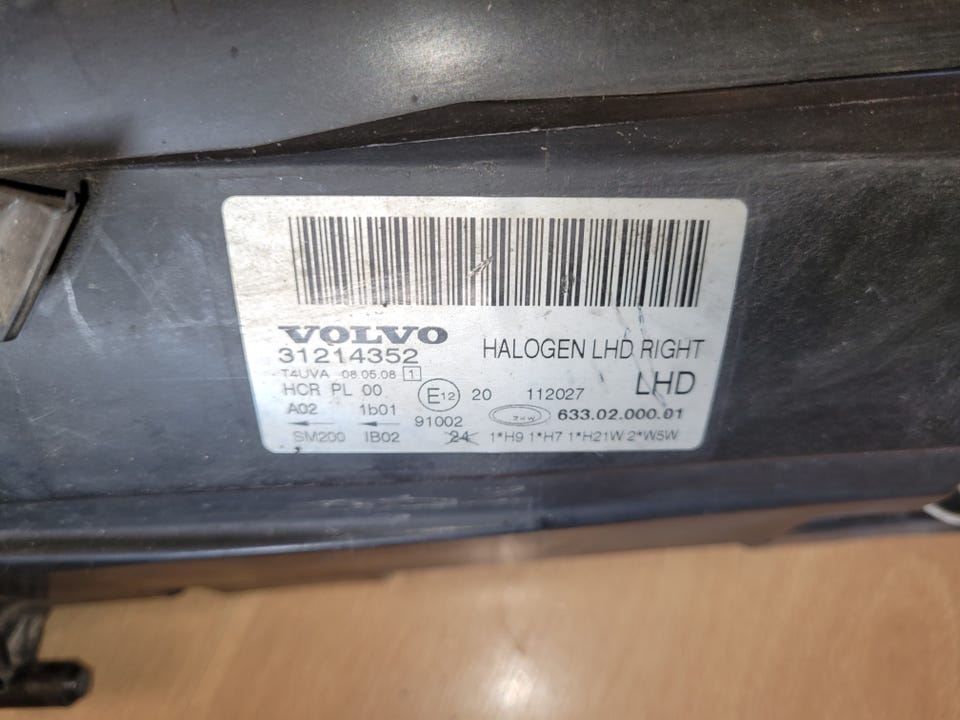 VOLVO
31214352 HALOGEN LHD RIGHT
T4UVA 08.05.08 1
LHD
HCR PL 00 E12 20 112027
A02 1b01 91002 ZKW 633.02.000.01
SM200 IB02 24 1*H9 1*H7 1*H21W 2*W5W